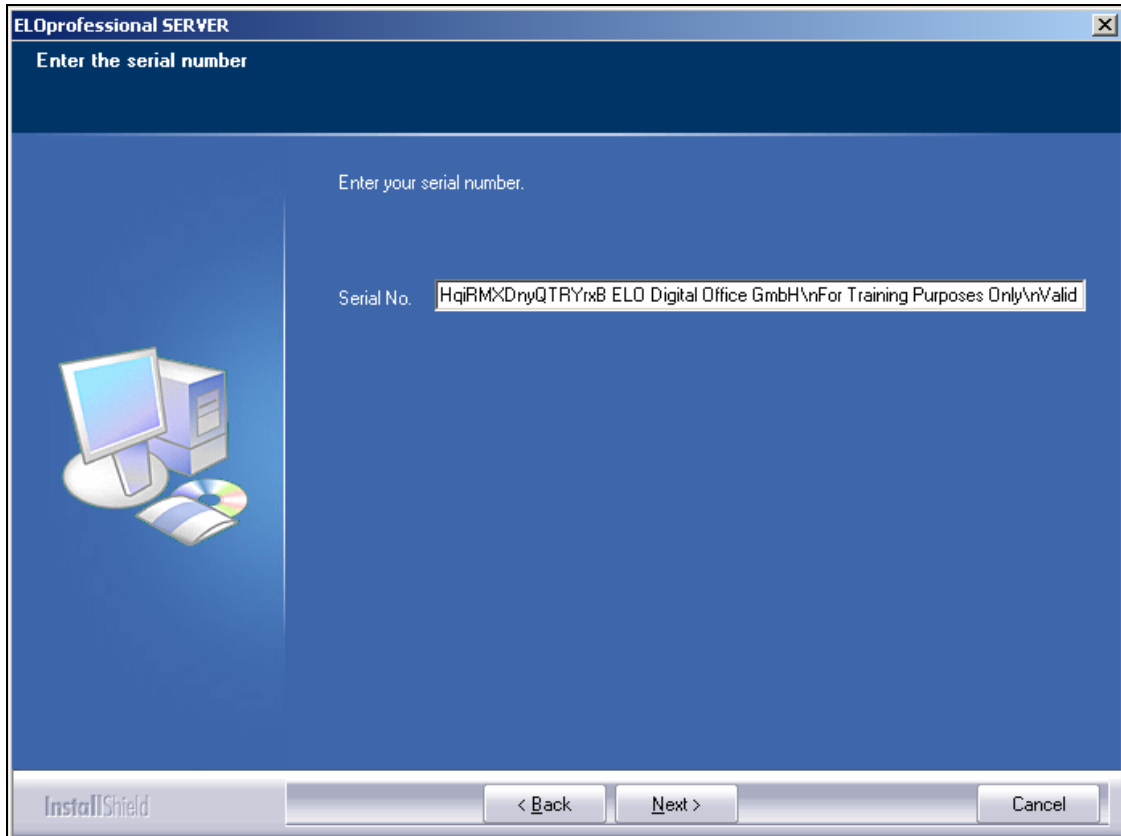 ELOprofessional SERVER
Enter the serial number
Enter your serial number.
Serial No. HqiRMXDnyQTRYrxB ELO Digital Office GmbH\nFor Training Purposes Only\nValid
InstallShield
< Back Next > Cancel